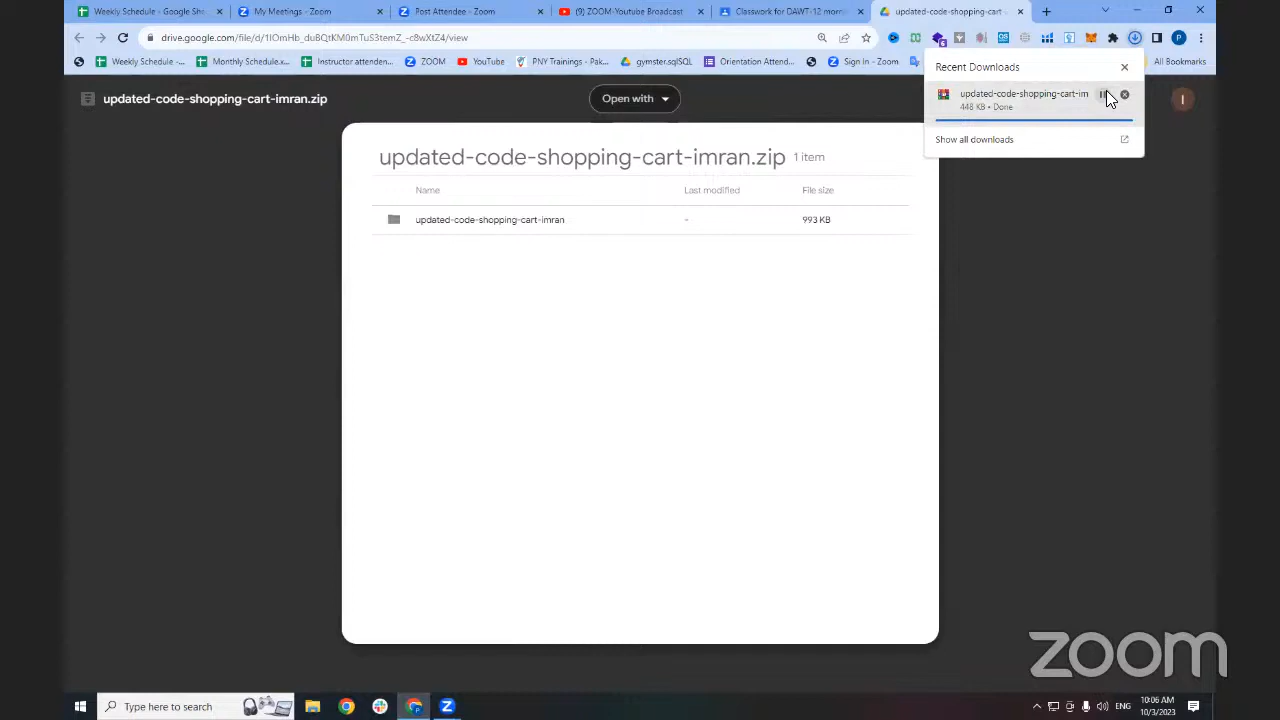 Weekly Schedule - Google Shee
My Meetings - Zoom
Post Attendee - Zoom
(9) ZOOM-Youtube Broadcast
Classwork for DAWT-12 morn
updated-code-shopping-cart-
drive.google.com/file/d/1IOmHb_du8QtKM0mTuS3temZ_-c8wXtZ4/view
Weekly Schedule -...
Monthly Schedule.x...
Instructor attenden...
ZOOM
YouTube
PNY Trainings - Pak...
gymster.sqlSQL
Orientation Attenda...
Sign In - Zoom
All Bookmarks
updated-code-shopping-cart-imran.zip
Open with
Recent Downloads
updated-code-shopping-cart-im
448 KB • Done
Show all downloads
I
updated-code-shopping-cart-imran.zip 1 item
Name Last modified File size
updated-code-shopping-cart-imran - 993 KB
zoom
Type here to search
ENG
10:06 AM
10/3/2023